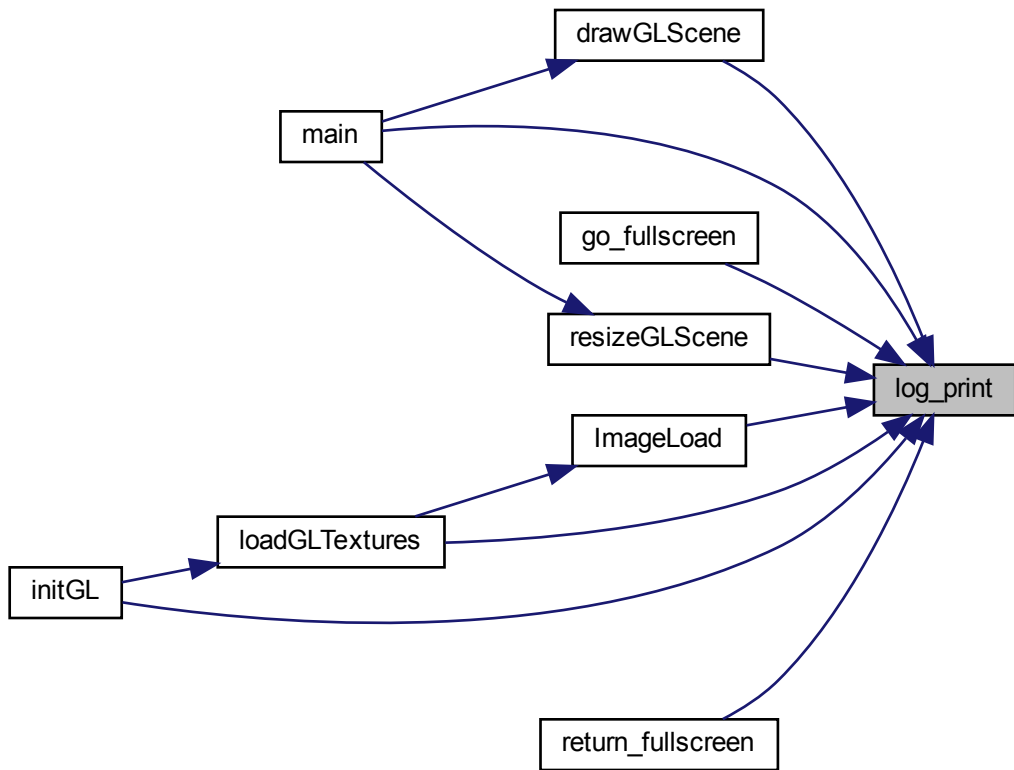 drawGLScene
main
go_fullscreen
resizeGLScene
log_print
ImageLoad
loadGLTextures
initGL
return_fullscreen